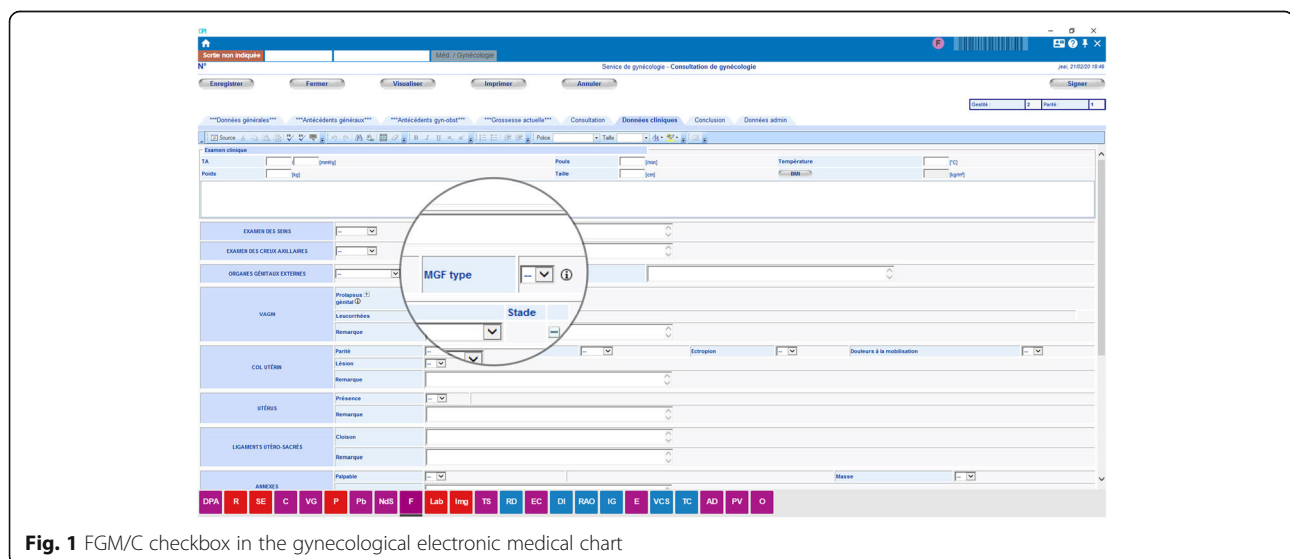 DPI
Sortie non indiquée Méd. / Gynécologie F
N° Service de gynécologie - Consultation de gynécologie jeai, 21/02/20 18:46
Enregistrer Fermer Visualiser Imprimer Annuler Signer
Gestité : 2 Parité : 1
***Données générales*** ***Antécédents généraux*** ***Antécédents gyn-obst*** ***Grossesse actuelle*** Consultation Données cliniques Conclusion Données admin
Source B I U Police Taille
Examen clinique
TA / [mmHg] Pouls [/min] Température [°C]
Poids [kg] Taille [cm] BMI [kg/m²]
EXAMEN DES SEINS --
EXAMEN DES CREUX AXILLAIRES --
ORGANES GÉNITAUX EXTERNES -- MGF type --
VAGIN
Prolapsus génital
Stade
Leucorrhées
Remarque
COL UTÉRIN
Parité -- -- Ectropion -- Douleurs à la mobilisation --
Lésion --
Remarque
UTÉRUS
Présence --
Remarque
LIGAMENTS UTÉRO-SACRÉS
Cloison
Remarque
ANNEXES
Palpable -- Masse --
DPA R SE C VG P Pb NdS F Lab Img TS RD EC DI RAO IG E VCS TC AD PV O
Fig. 1 FGM/C checkbox in the gynecological electronic medical chart